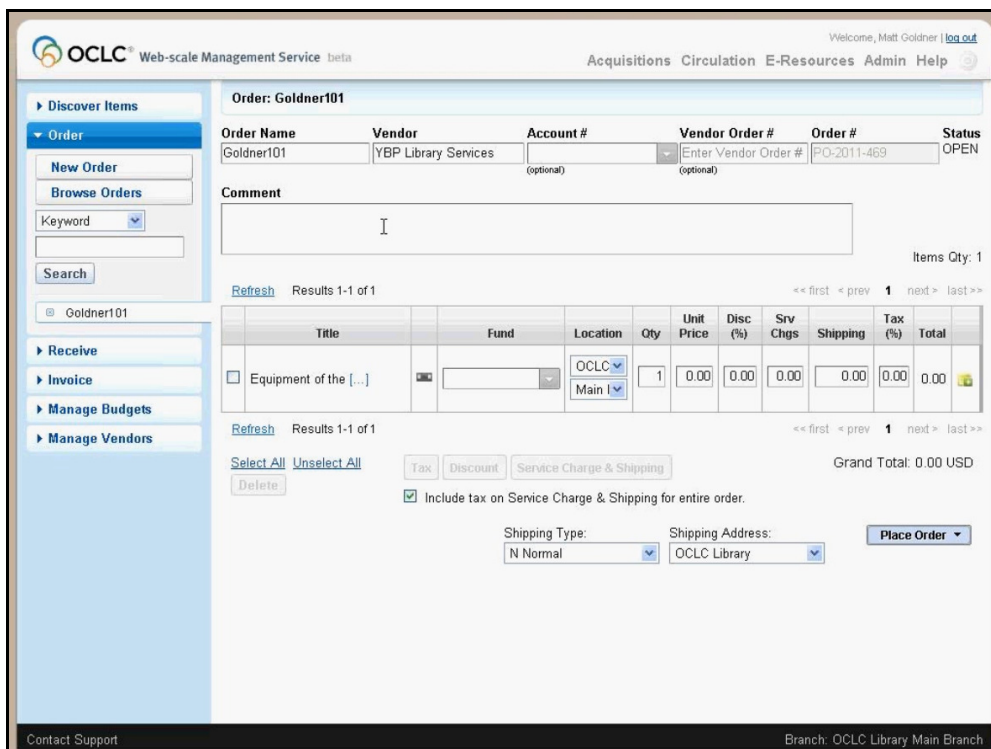 Welcome, Matt Goldner | log out
OCLC® Web-scale Management Service beta
Acquisitions Circulation E-Resources Admin Help
Discover Items
Order
New Order
Browse Orders
Keyword
Search
Goldner101
Receive
Invoice
Manage Budgets
Manage Vendors
Order: Goldner101
Order Name Vendor Account # Vendor Order # Order # Status
Goldner101 YBP Library Services Enter Vendor Order # PO-2011-469 OPEN
(optional) (optional)
Comment
Items Qty: 1
Refresh Results 1-1 of 1 << first < prev 1 next > last >>
Title Fund Location Qty Unit Price Disc (%) Srv Chgs Shipping Tax (%) Total
Equipment of the [...] OCLC 1 0.00 0.00 0.00 0.00 0.00 0.00
Main
Refresh Results 1-1 of 1 << first < prev 1 next > last >>
Select All Unselect All Tax Discount Service Charge & Shipping Grand Total: 0.00 USD
Delete
Include tax on Service Charge & Shipping for entire order.
Shipping Type: Shipping Address:
N Normal OCLC Library Place Order
Contact Support Branch: OCLC Library Main Branch